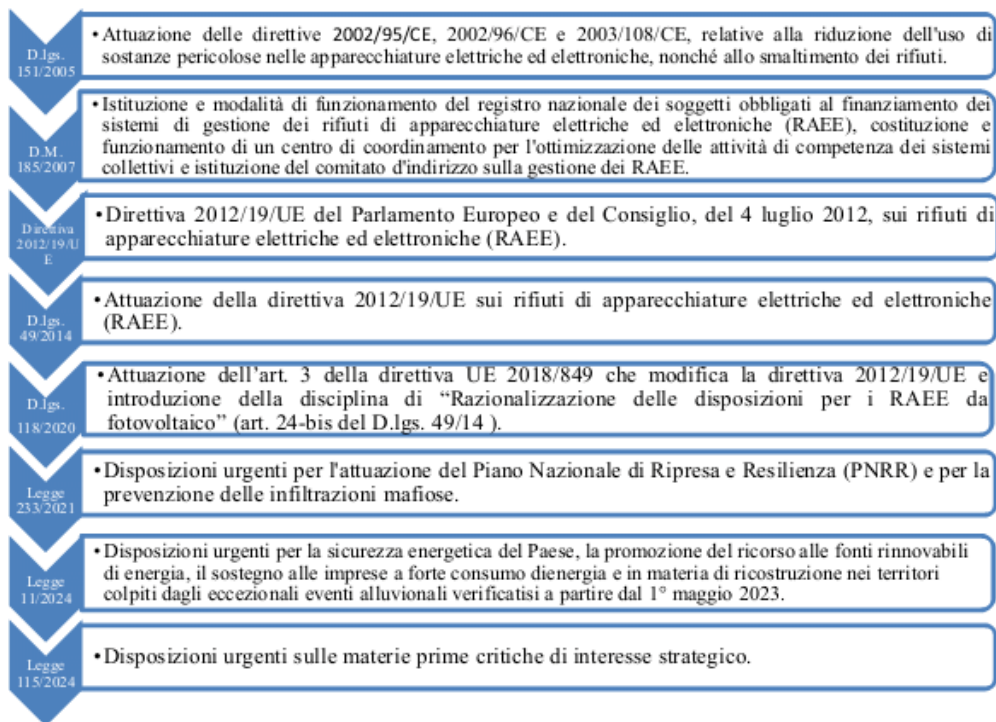 D.lgs.
151/2005
• Attuazione delle direttive 2002/95/CE, 2002/96/CE e 2003/108/CE, relative alla riduzione dell'uso di
sostanze pericolose nelle apparecchiature elettriche ed elettroniche, nonché allo smaltimento dei rifiuti.
D.M.
185/2007
• Istituzione e modalità di funzionamento del registro nazionale dei soggetti obbligati al finanziamento dei
sistemi di gestione dei rifiuti di apparecchiature elettriche ed elettroniche (RAEE), costituzione e
funzionamento di un centro di coordinamento per l'ottimizzazione delle attività di competenza dei sistemi
collettivi e istituzione del comitato d'indirizzo sulla gestione dei RAEE.
Direttiva
2012/19/U
E
• Direttiva 2012/19/UE del Parlamento Europeo e del Consiglio, del 4 luglio 2012, sui rifiuti di
apparecchiature elettriche ed elettroniche (RAEE).
D.lgs.
49/2014
• Attuazione della direttiva 2012/19/UE sui rifiuti di apparecchiature elettriche ed elettroniche
(RAEE).
D.lgs.
118/2020
• Attuazione dell’art. 3 della direttiva UE 2018/849 che modifica la direttiva 2012/19/UE e
introduzione della disciplina di “Razionalizzazione delle disposizioni per i RAEE da
fotovoltaico” (art. 24-bis del D.lgs. 49/14 ).
Legge
233/2021
• Disposizioni urgenti per l'attuazione del Piano Nazionale di Ripresa e Resilienza (PNRR) e per la
prevenzione delle infiltrazioni mafiose.
Legge
11/2024
• Disposizioni urgenti per la sicurezza energetica del Paese, la promozione del ricorso alle fonti rinnovabili
di energia, il sostegno alle imprese a forte consumo dienergia e in materia di ricostruzione nei territori
colpiti dagli eccezionali eventi alluvionali verificatisi a partire dal 1° maggio 2023.
Legge
115/2024
• Disposizioni urgenti sulle materie prime critiche di interesse strategico.